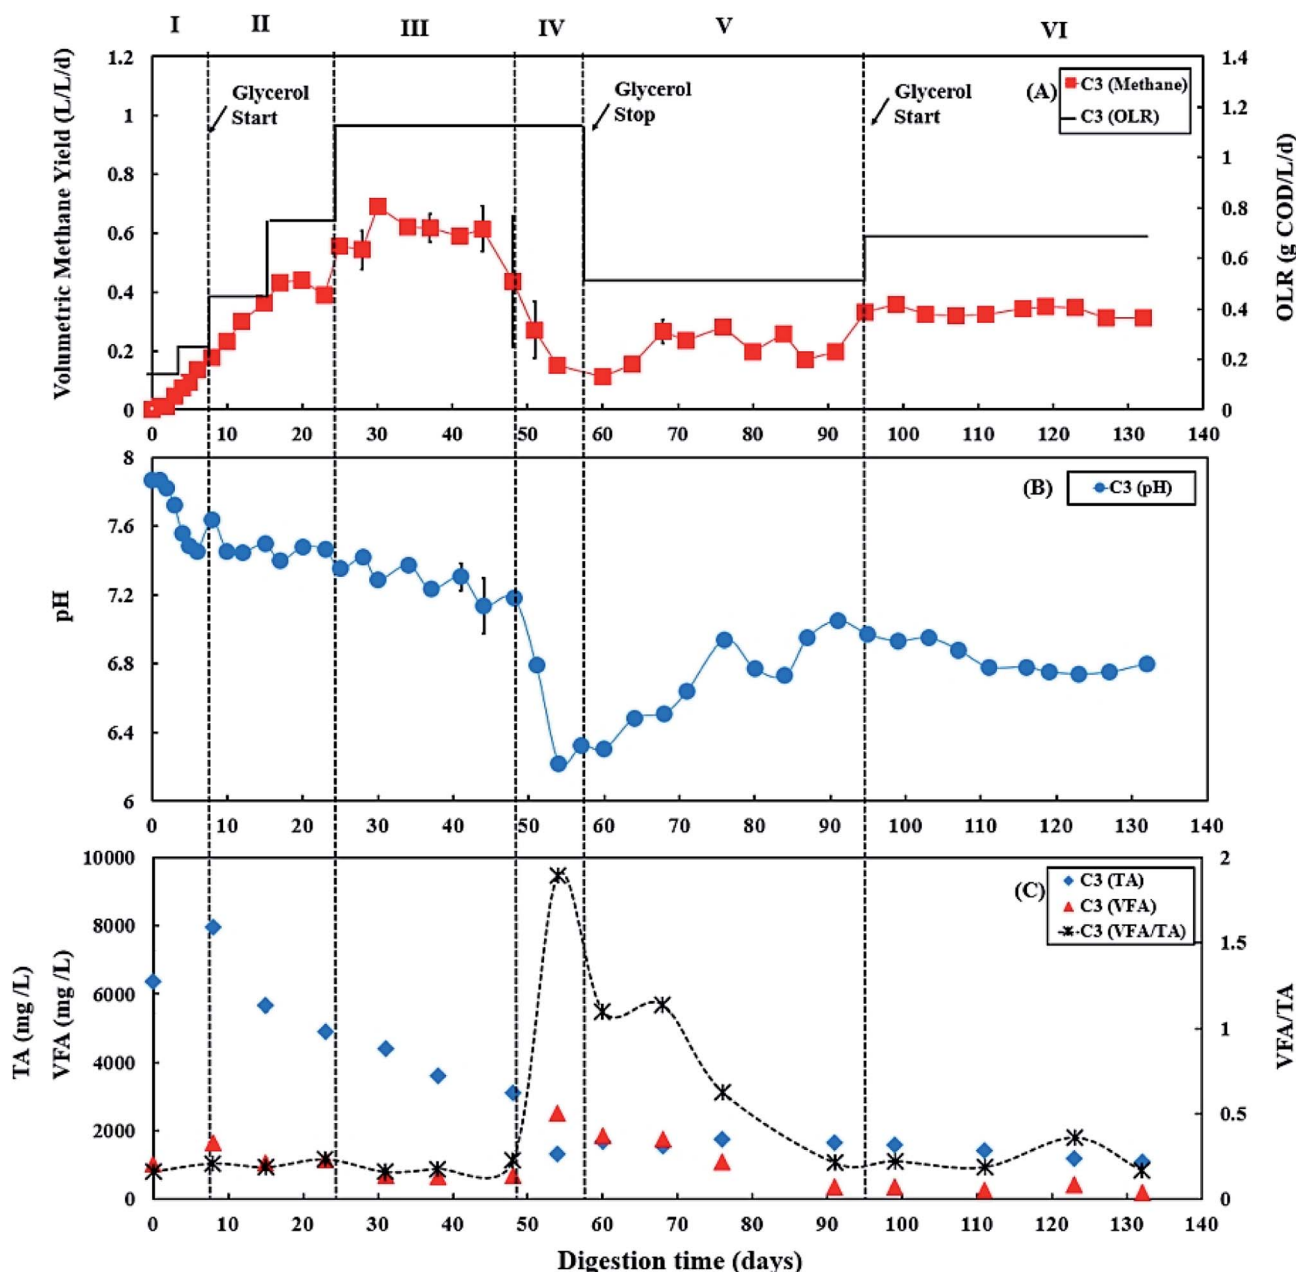 I II III IV V VI
1.2 1.4
Glycerol Start
Glycerol Stop
Glycerol Start
(A)
C3 (Methane)
C3 (OLR)
Volumetric Methane Yield (L/L/d)
1
0.8
0.6
0.4
0.2
0
1.2
1
0.8
0.6
0.4
0.2
0
OLR (g COD/L/d)
0 10 20 30 40 50 60 70 80 90 100 110 120 130 140
8
7.6
7.2
6.8
6.4
6
pH
(B)
C3 (pH)
0 10 20 30 40 50 60 70 80 90 100 110 120 130 140
10000
8000
6000
4000
2000
0
TA (mg /L)
VFA (mg /L)
(C)
C3 (TA)
C3 (VFA)
C3 (VFA/TA)
2
1.5
1
0.5
0
VFA/TA
0 10 20 30 40 50 60 70 80 90 100 110 120 130 140
Digestion time (days)